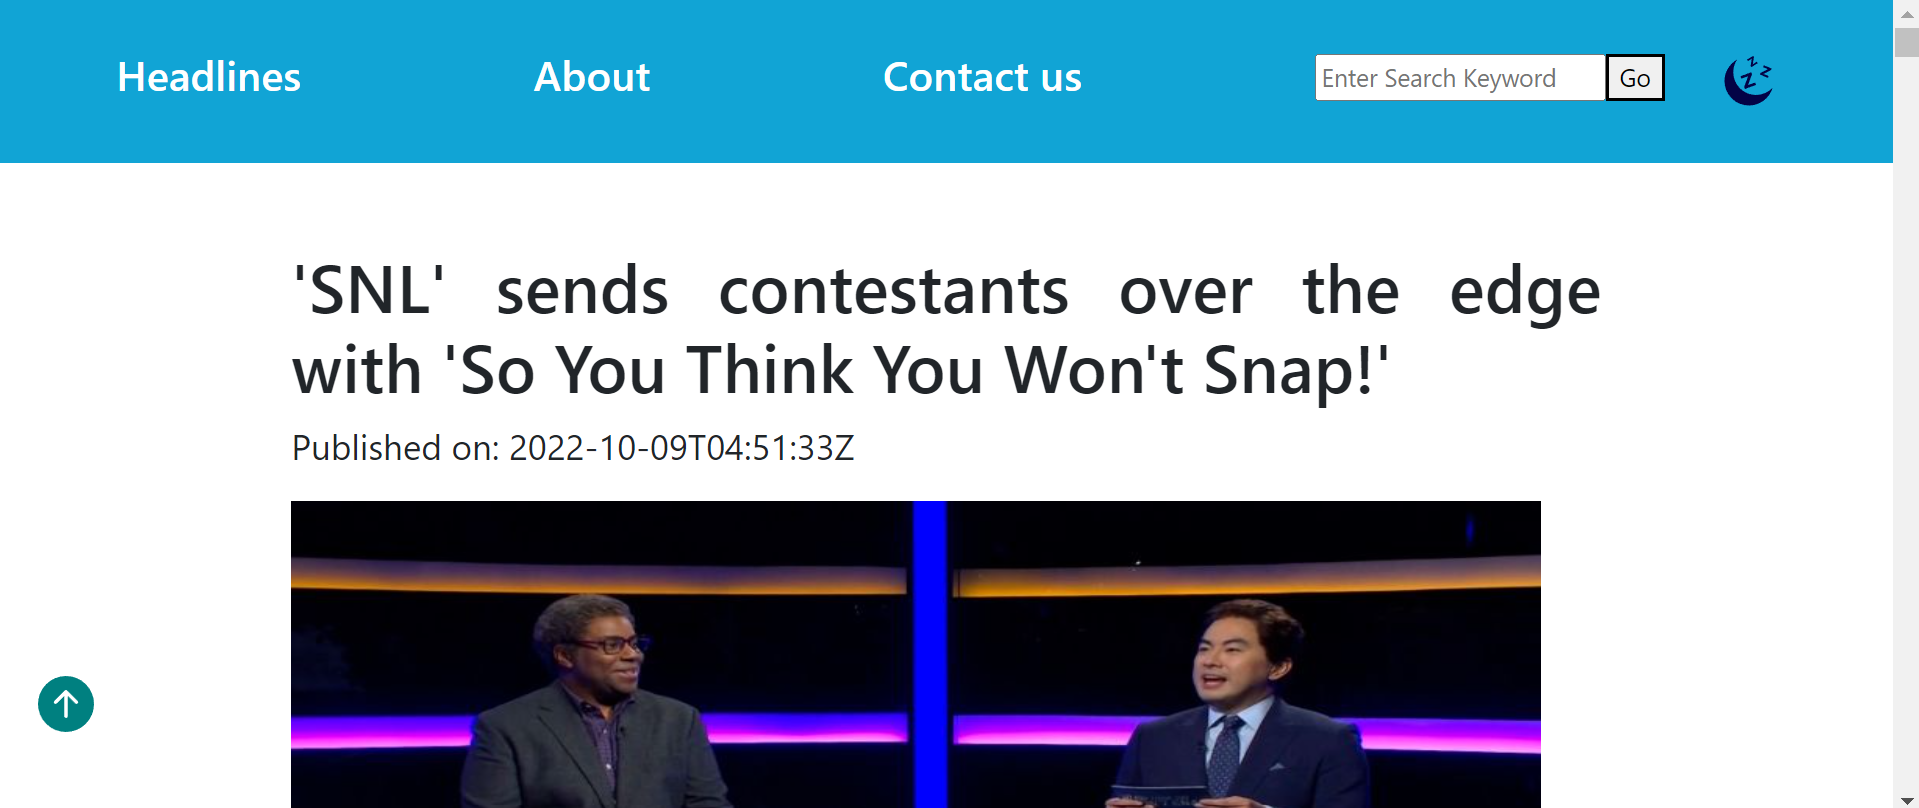 Headlines
About
Contact us
Enter Search Keyword
Go
z z z
'SNL' sends contestants over the edge
with 'So You Think You Won't Snap!'
Published on: 2022-10-09T04:51:33Z